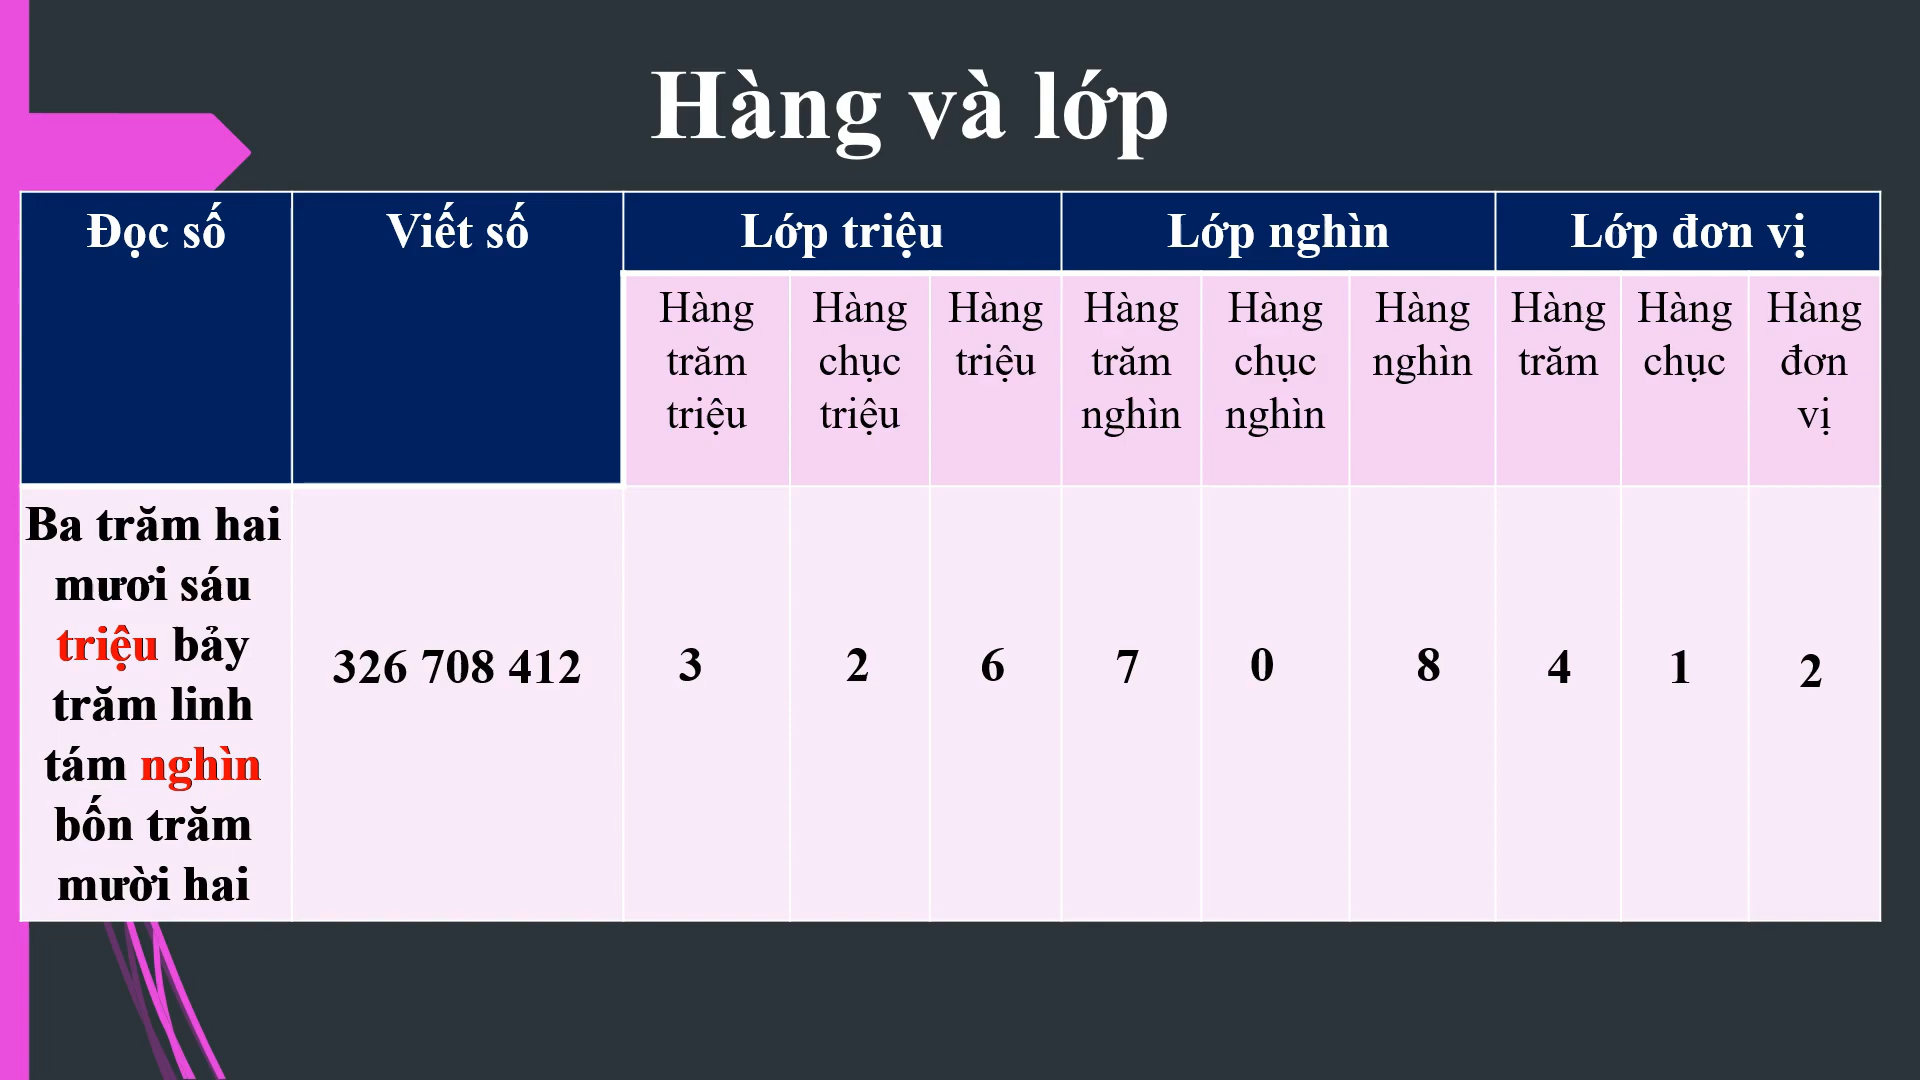 Hàng và lớp
Đọc số
Viết số
Lớp triệu
Lớp nghìn
Lớp đơn vị
Hàng
trăm
triệu
Hàng
chục
triệu
Hàng
triệu
Hàng
trăm
nghìn
Hàng
chục
nghìn
Hàng
nghìn
Hàng
trăm
Hàng
chục
Hàng
đơn
vị
Ba trăm hai
mươi sáu
triệu bảy
trăm linh
tám nghìn
bốn trăm
mười hai
326 708 412
3
2
6
7
0
8
4
1
2